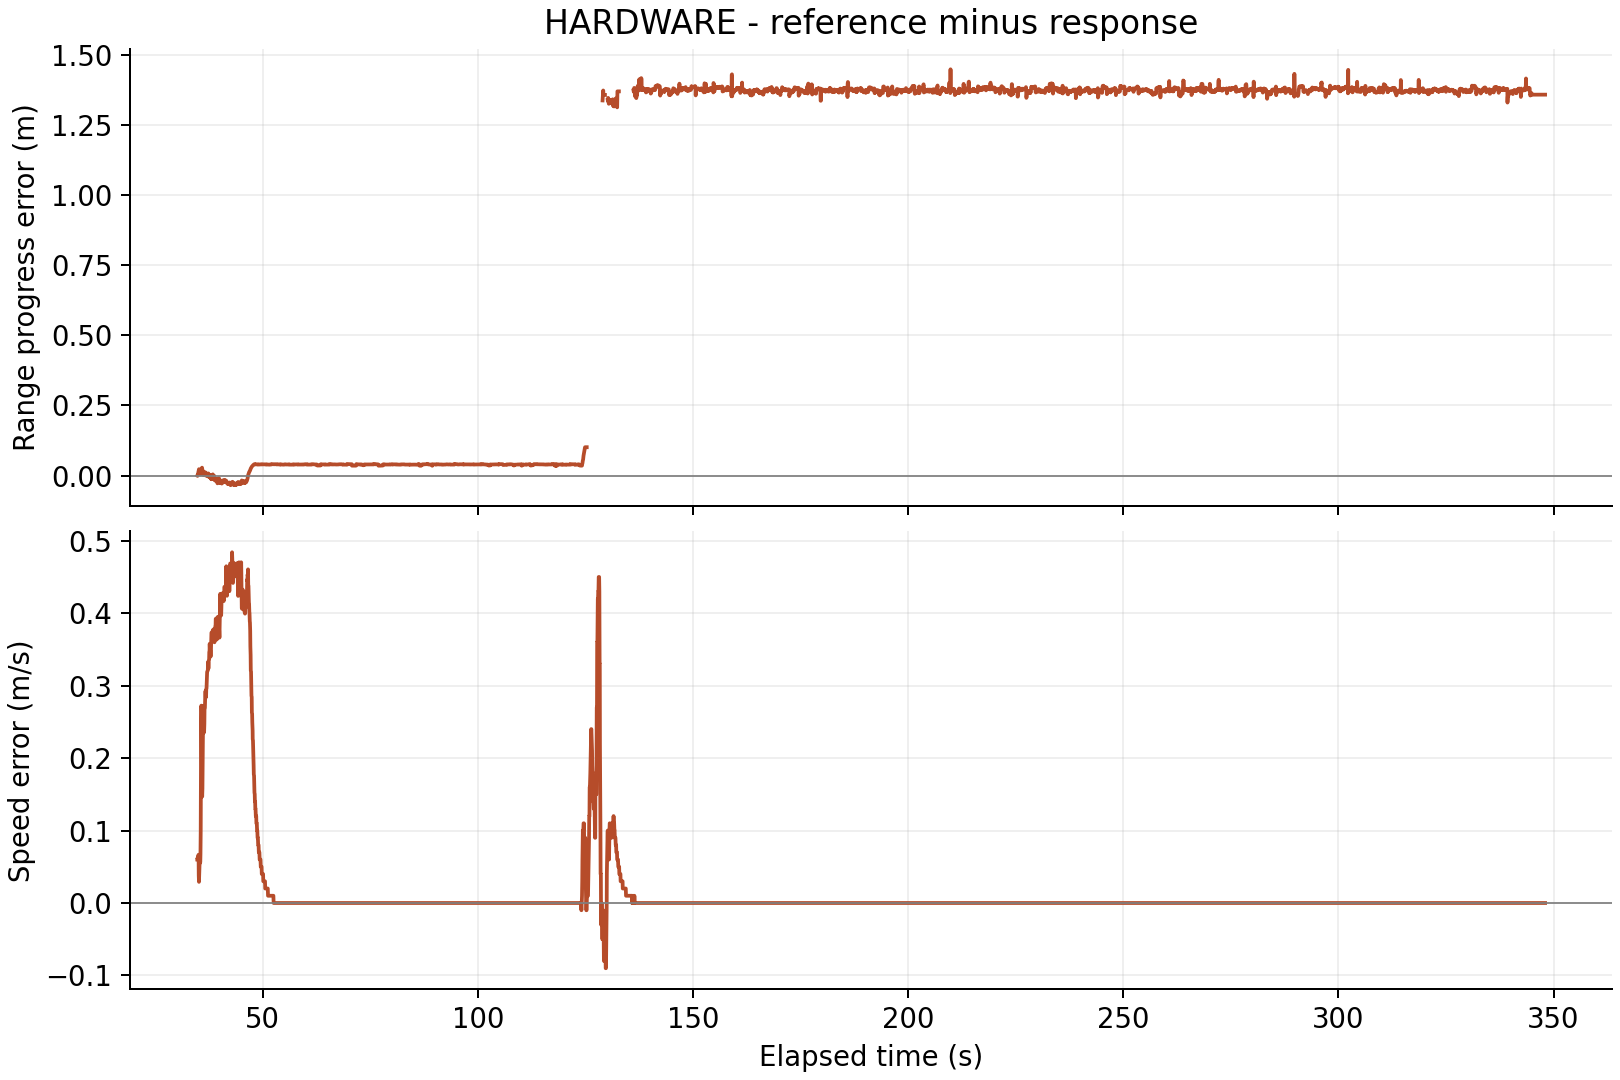 HARDWARE - reference minus response
Range progress error (m)
1.50
1.25
1.00
0.75
0.50
0.25
0.00
Speed error (m/s)
0.5
0.4
0.3
0.2
0.1
0.0
−0.1
50 100 150 200 250 300 350
Elapsed time (s)